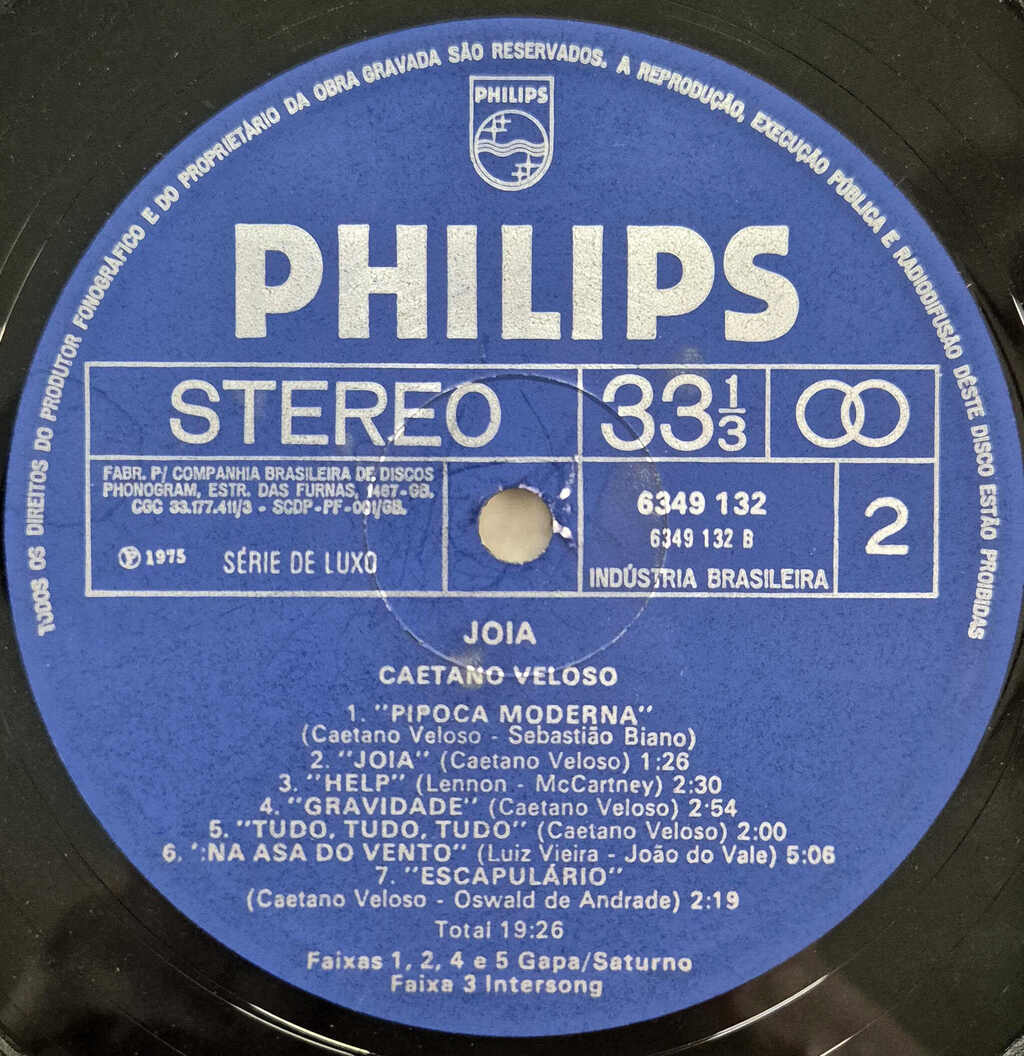 TODOS OS DIREITOS DO PRODUTOR FONOGRÁFICO E DO PROPRIETÁRIO DA OBRA GRAVADA SÃO RESERVADOS. A REPRODUÇÃO, EXECUÇÃO PÚBLICA E RADIODIFUSÃO DÊSTE DISCO ESTÃO PROIBIDAS
PHILIPS
PHILIPS
STEREO
33 1/3
FABR. P/ COMPANHIA BRASILEIRA DE DISCOS
PHONOGRAM, ESTR. DAS FURNAS, 1467-GB.
CGC 33.177.411/3 - SCDP-PF-001/GB.
Ⓟ 1975 SÉRIE DE LUXO
6349 132
6349 132 B
INDÚSTRIA BRASILEIRA
2
JOIA
CAETANO VELOSO
1. "PIPOCA MODERNA"
(Caetano Veloso - Sebastião Biano)
2. "JOIA" (Caetano Veloso) 1:26
3. "HELP" (Lennon - McCartney) 2:30
4. "GRAVIDADE" (Caetano Veloso) 2:54
5. "TUDO, TUDO, TUDO" (Caetano Veloso) 2:00
6. "NA ASA DO VENTO" (Luiz Vieira - João do Vale) 5:06
7. "ESCAPULÁRIO"
(Caetano Veloso - Oswald de Andrade) 2:19
Total 19:26
Faixas 1, 2, 4 e 5 Gapa/Saturno
Faixa 3 Intersong